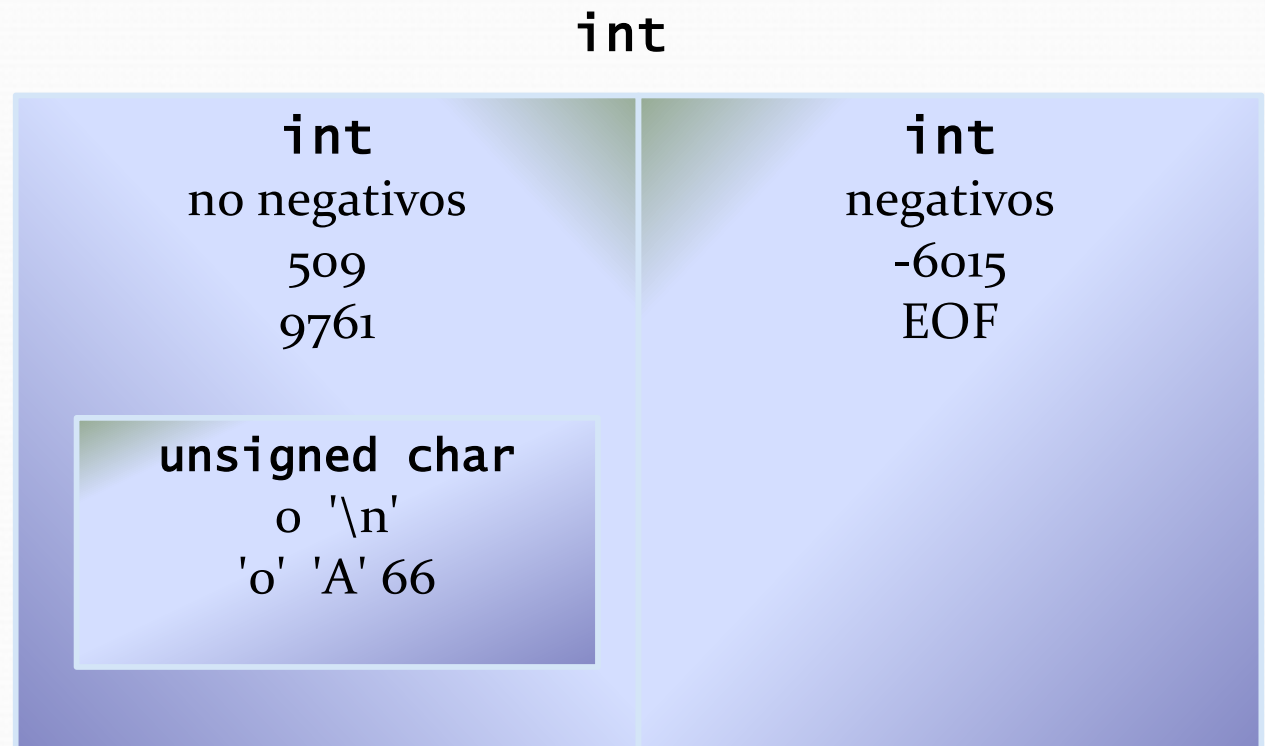 int
int
no negativos
509
9761
unsigned char
0 '\n'
'0' 'A' 66
int
negativos
-6015
EOF